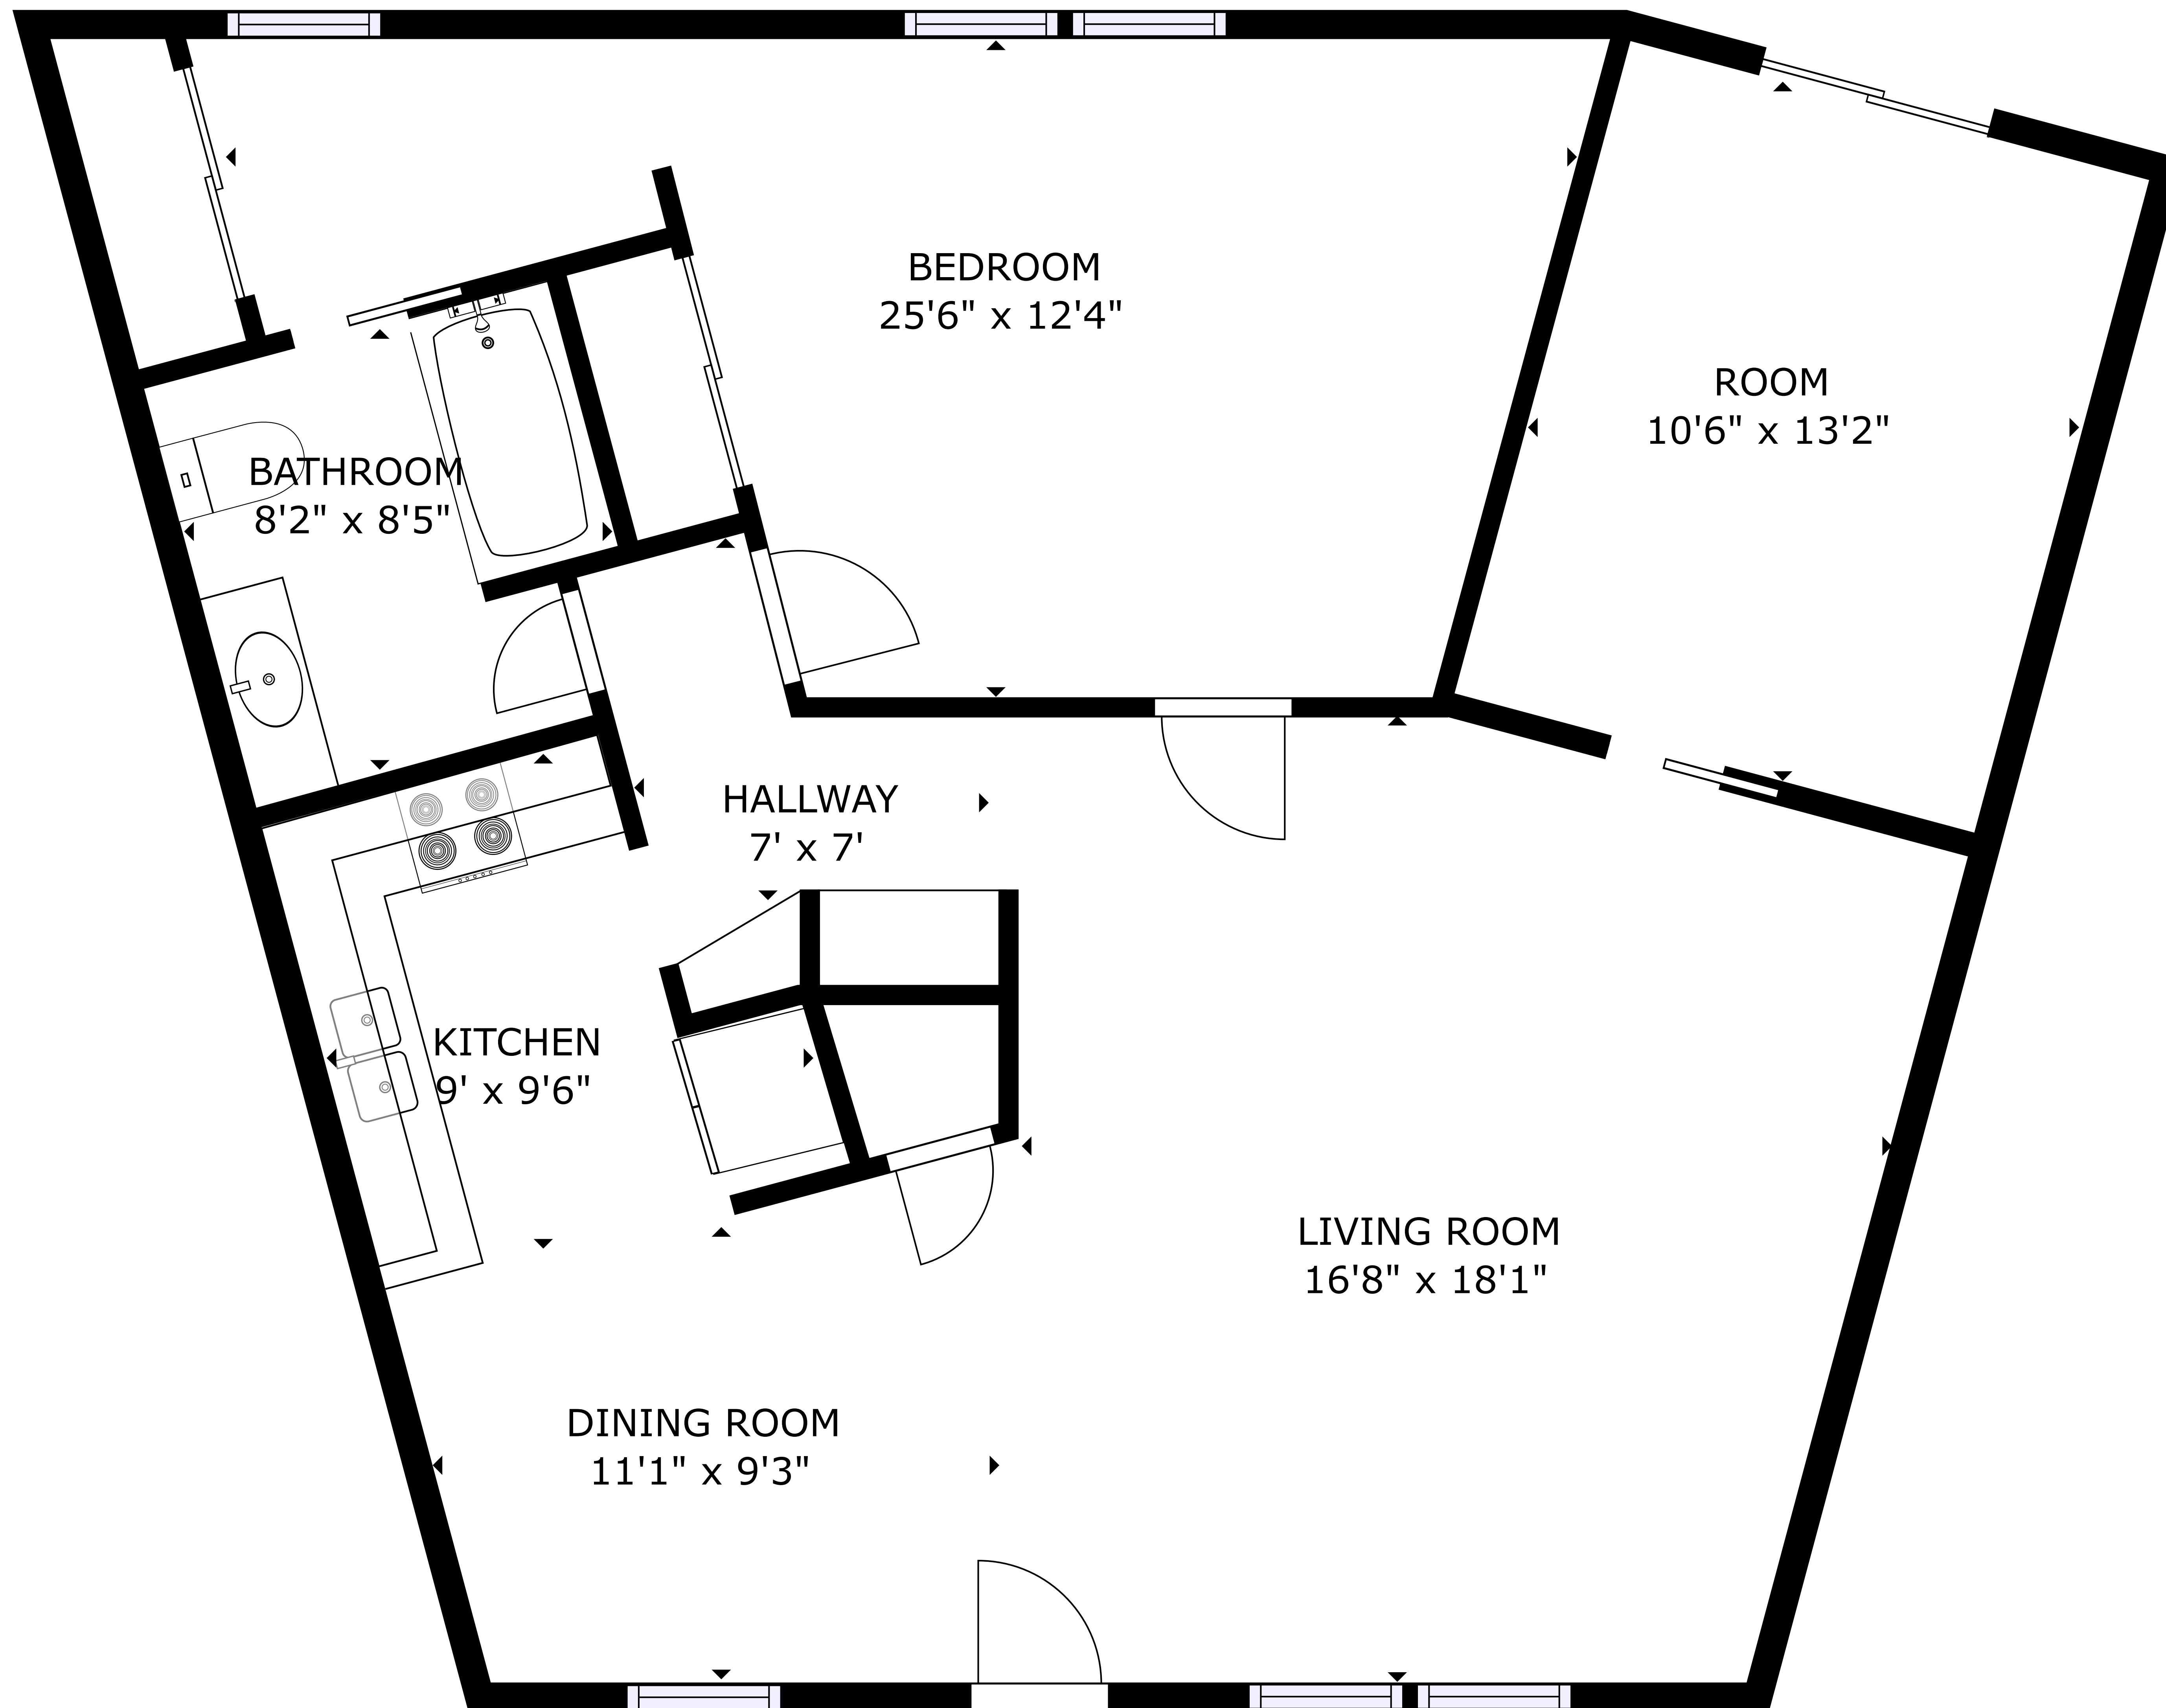 BEDROOM
25'6" x 12'4"
ROOM
10'6" x 13'2"
BATHROOM
8'2" x 8'5"
HALLWAY
7' x 7'
KITCHEN
9' x 9'6"
LIVING ROOM
16'8" x 18'1"
DINING ROOM
11'1" x 9'3"